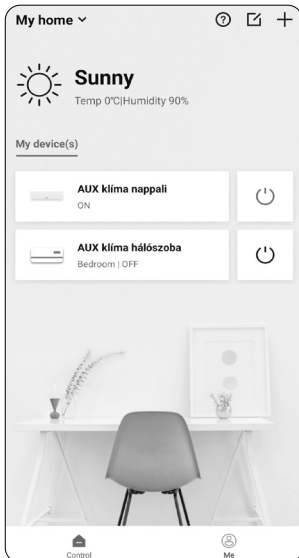 My home
Sunny
Temp 0°C|Humidity 90%
My device(s)
AUX klíma nappali
ON
AUX klíma hálószoba
Bedroom | OFF
Control
Me